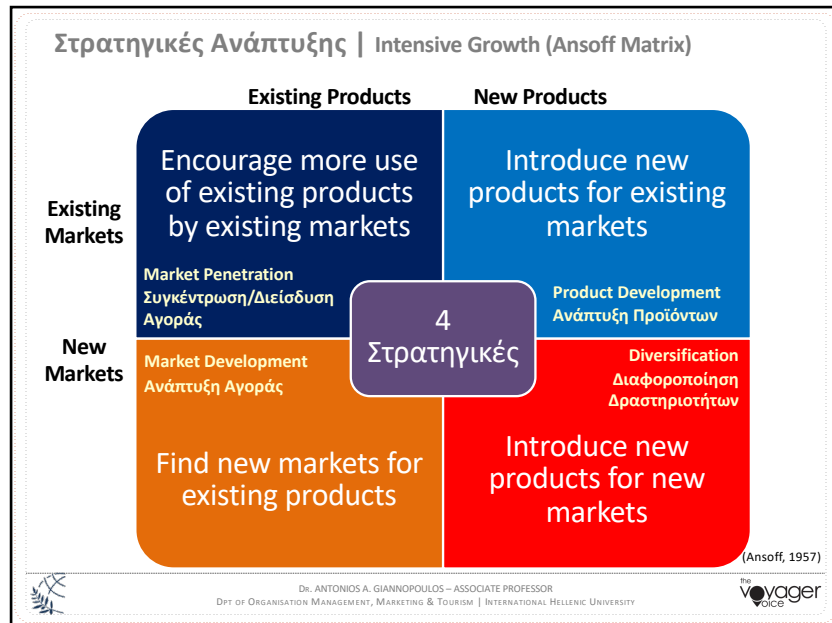 Στρατηγικές Ανάπτυξης | Intensive Growth (Ansoff Matrix)
Existing Products
New Products
Existing
Markets
Encourage more use
of existing products
by existing markets
Market Penetration
Συγκέντρωση/Διείσδυση
Αγοράς
Introduce new
products for existing
markets
Product Development
Ανάπτυξη Προϊόντων
4
Στρατηγικές
New
Markets
Market Development
Ανάπτυξη Αγοράς
Find new markets for
existing products
Diversification
Διαφοροποίηση
Δραστηριοτήτων
Introduce new
products for new
markets
(Ansoff, 1957)
DR. ANTONIOS A. GIANNOPOULOS – ASSOCIATE PROFESSOR
DPT OF ORGANISATION MANAGEMENT, MARKETING & TOURISM | INTERNATIONAL HELLENIC UNIVERSITY
the
voyager
voice